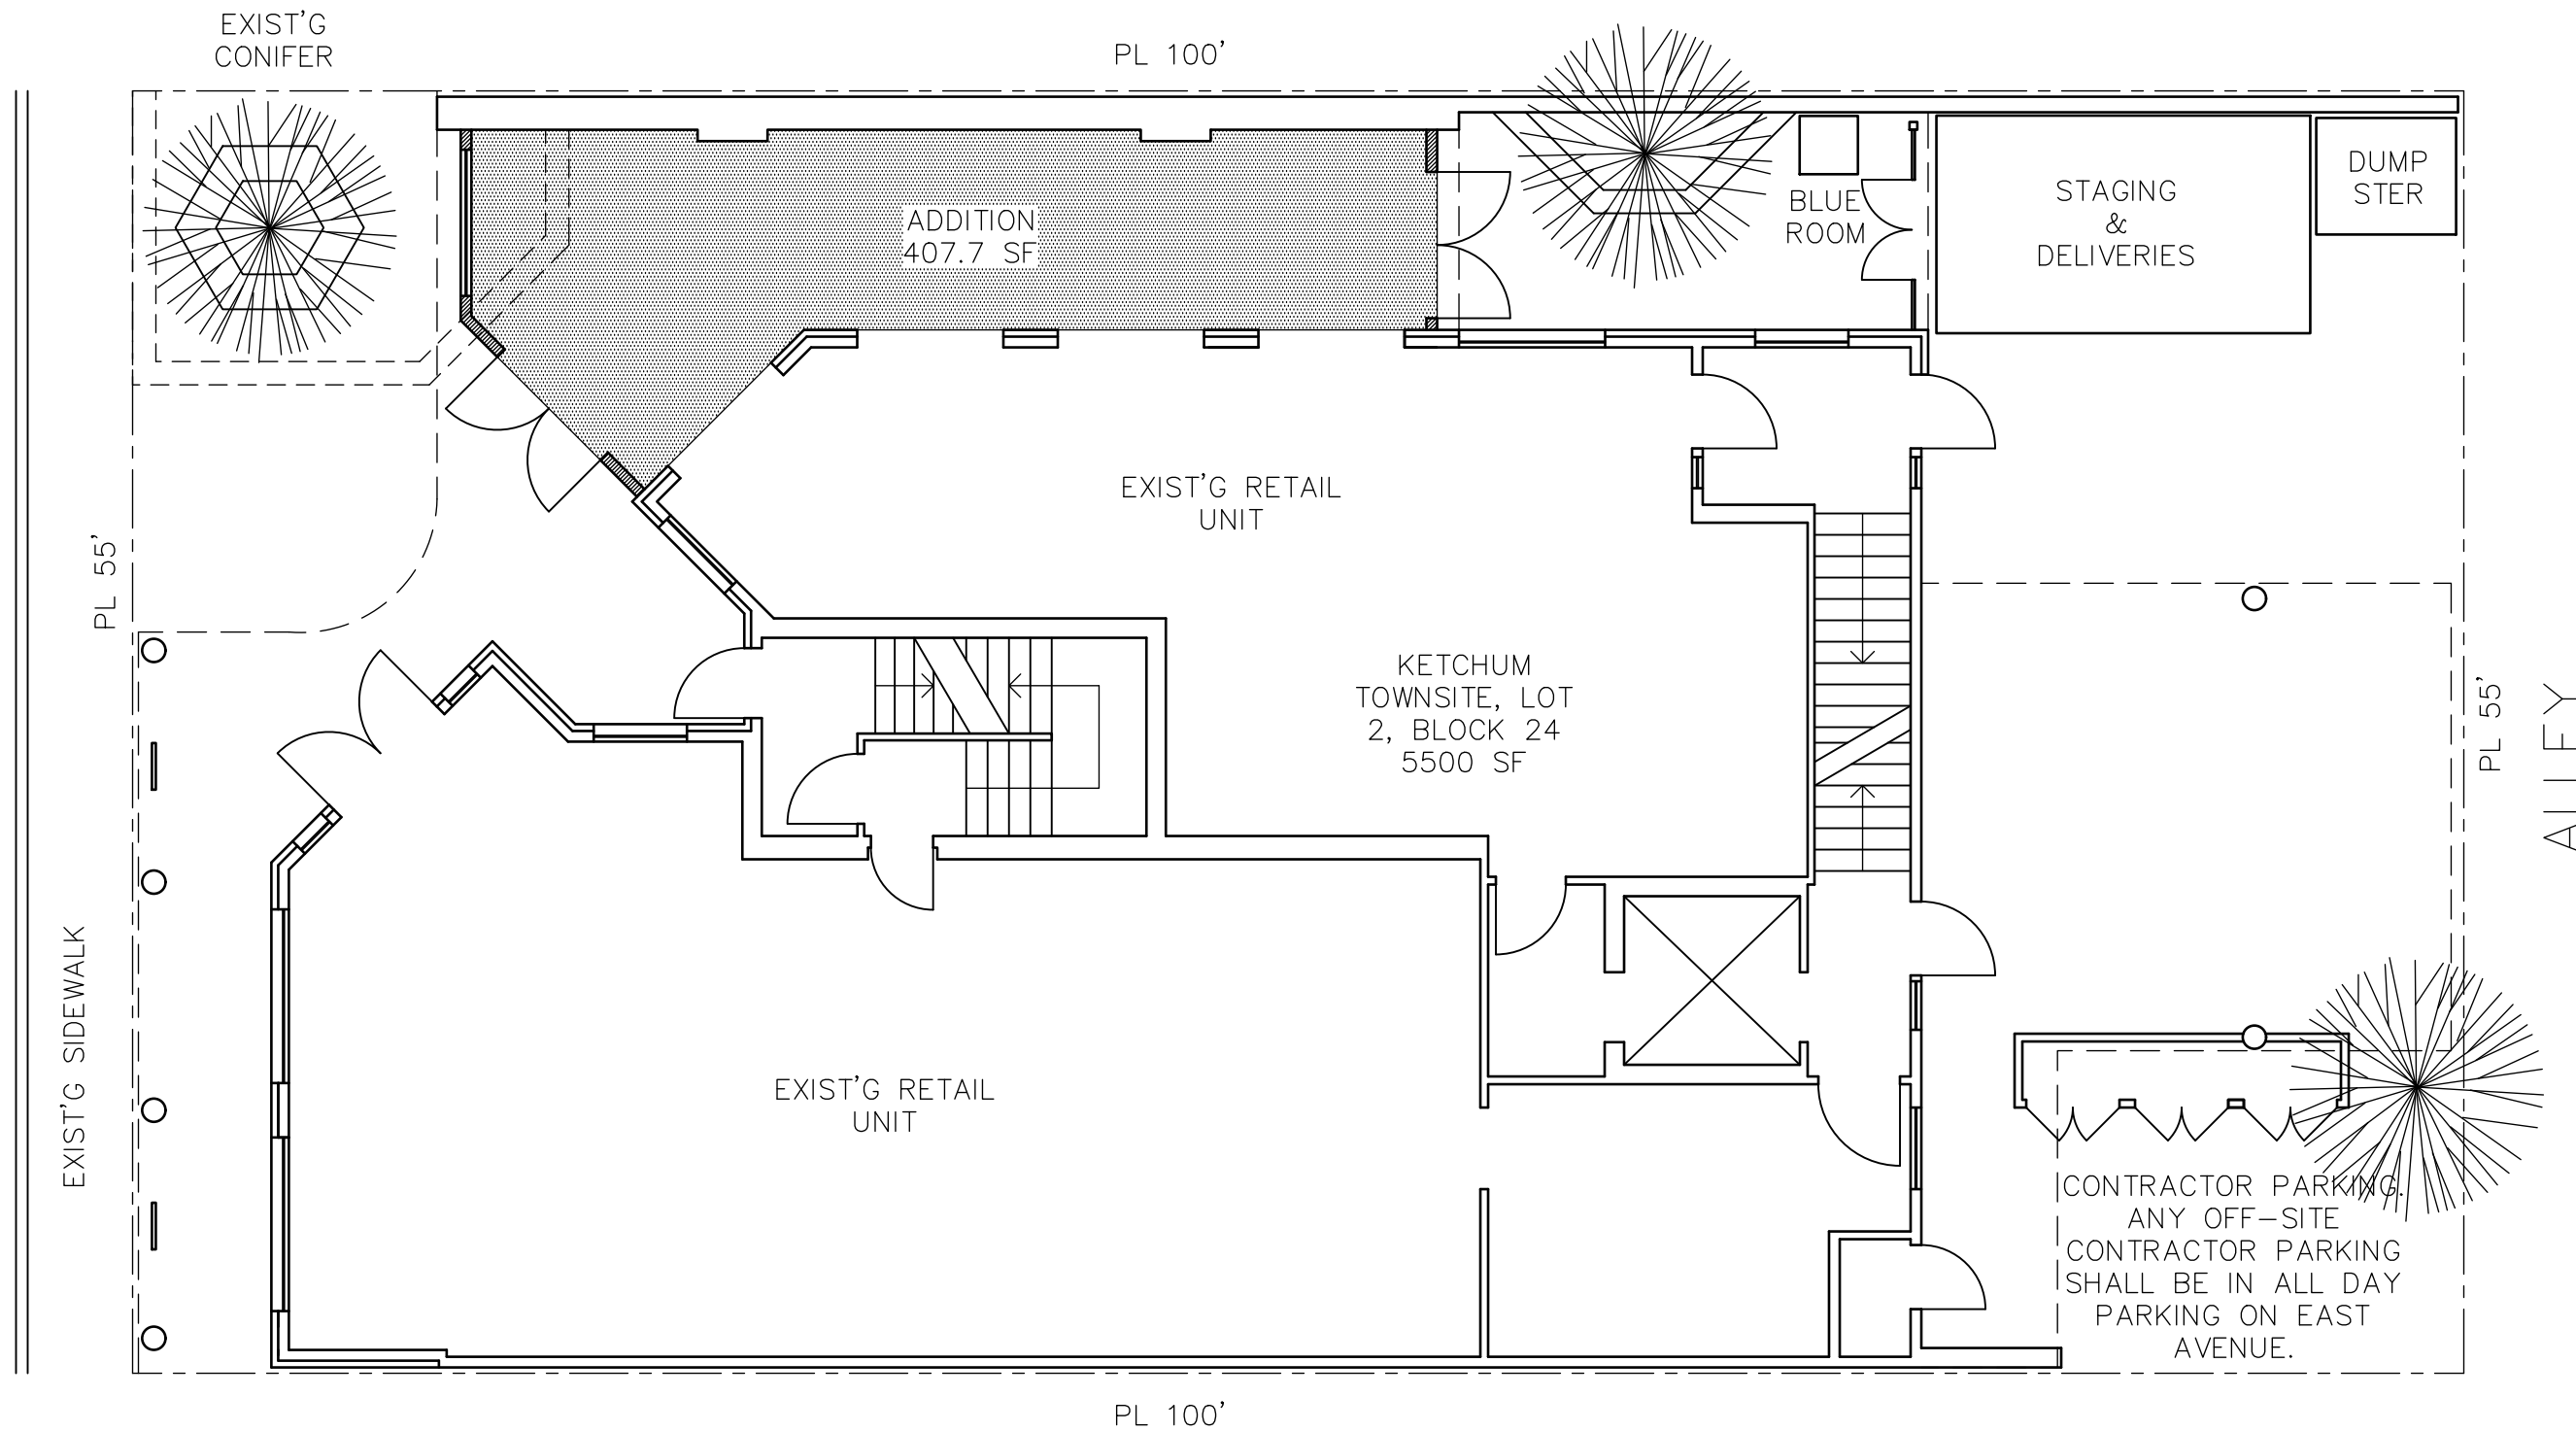 EXIST'G
CONIFER
PL 100'
ADDITION
407.7 SF
BLUE
ROOM
STAGING
&
DELIVERIES
DUMP
STER
EXIST'G RETAIL
UNIT
PL 55'
KETCHUM
TOWNSITE, LOT
2, BLOCK 24
5500 SF
PL 55'
ALLEY
EXIST'G SIDEWALK
EXIST'G RETAIL
UNIT
CONTRACTOR PARKING.
ANY OFF-SITE
CONTRACTOR PARKING
SHALL BE IN ALL DAY
PARKING ON EAST
AVENUE.
PL 100'